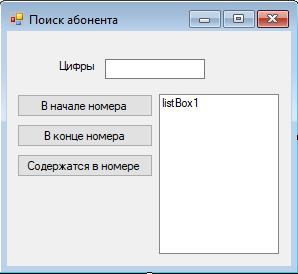 Поиск абонента
Цифры
В начале номера
listBox1
В конце номера
Содержатся в номере